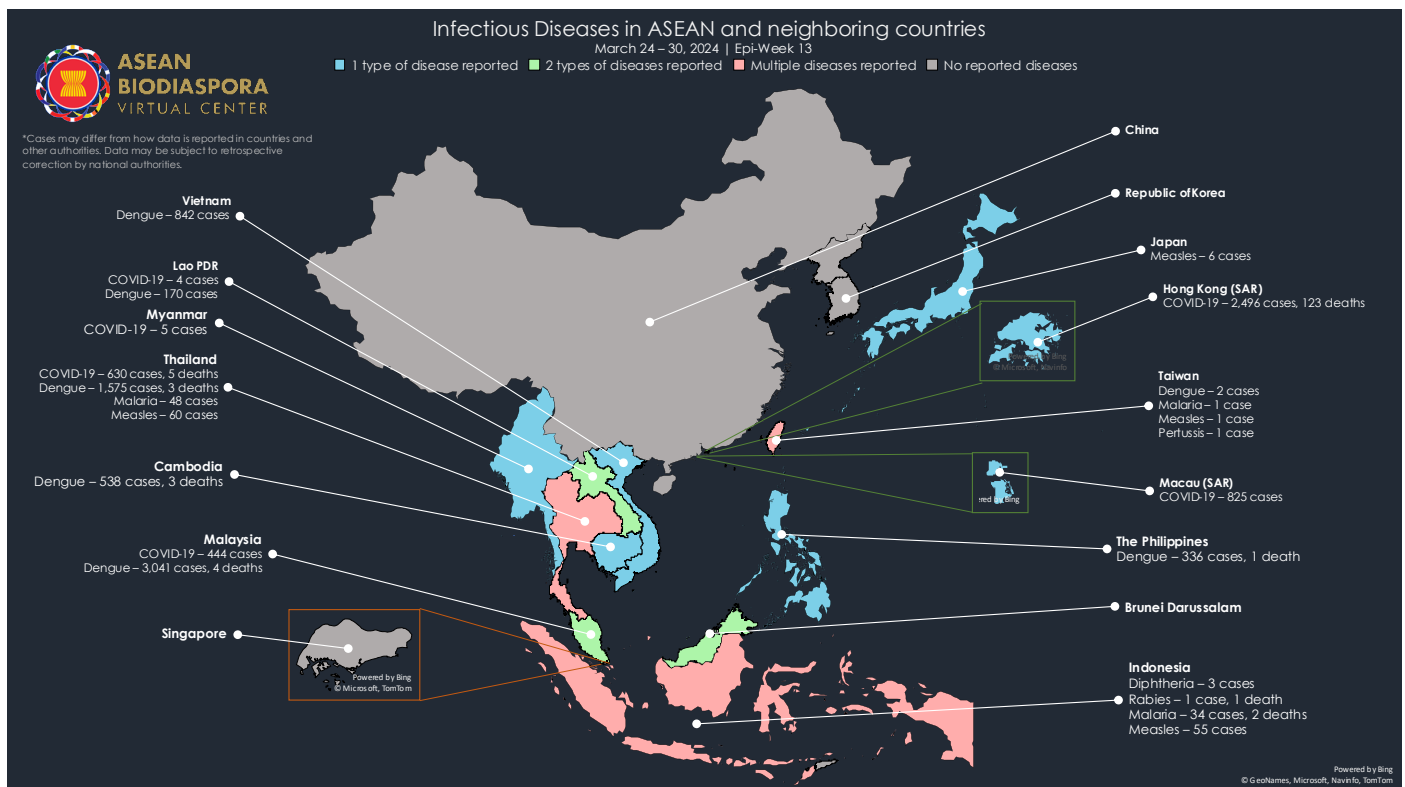 Infectious Diseases in ASEAN and neighboring countries
March 24 – 30, 2024 | Epi-Week 13
1 type of disease reported
2 types of diseases reported
Multiple diseases reported
No reported diseases
ASEAN
BIODIASPORA
VIRTUAL CENTER
*Cases may differ from how data is reported in countries and
other authorities. Data may be subject to retrospective
correction by national authorities.
Vietnam
Dengue – 842 cases
Lao PDR
COVID-19 – 4 cases
Dengue – 170 cases
Myanmar
COVID-19 – 5 cases
Thailand
COVID-19 – 630 cases, 5 deaths
Dengue – 1,575 cases, 3 deaths
Malaria – 48 cases
Measles – 60 cases
Cambodia
Dengue – 538 cases, 3 deaths
Malaysia
COVID-19 – 444 cases
Dengue – 3,041 cases, 4 deaths
Singapore
Powered by Bing
© Microsoft, TomTom
China
Republic of Korea
Japan
Measles – 6 cases
Hong Kong (SAR)
COVID-19 – 2,496 cases, 123 deaths
Powered by Bing
© Microsoft, Navinfo
Taiwan
Dengue – 2 cases
Malaria – 1 case
Measles – 1 case
Pertussis – 1 case
Macau (SAR)
COVID-19 – 825 cases
red by Bing
The Philippines
Dengue – 336 cases, 1 death
Brunei Darussalam
Indonesia
Diphtheria – 3 cases
Rabies – 1 case, 1 death
Malaria – 34 cases, 2 deaths
Measles – 55 cases
Powered by Bing
© GeoNames, Microsoft, Navinfo, TomTom